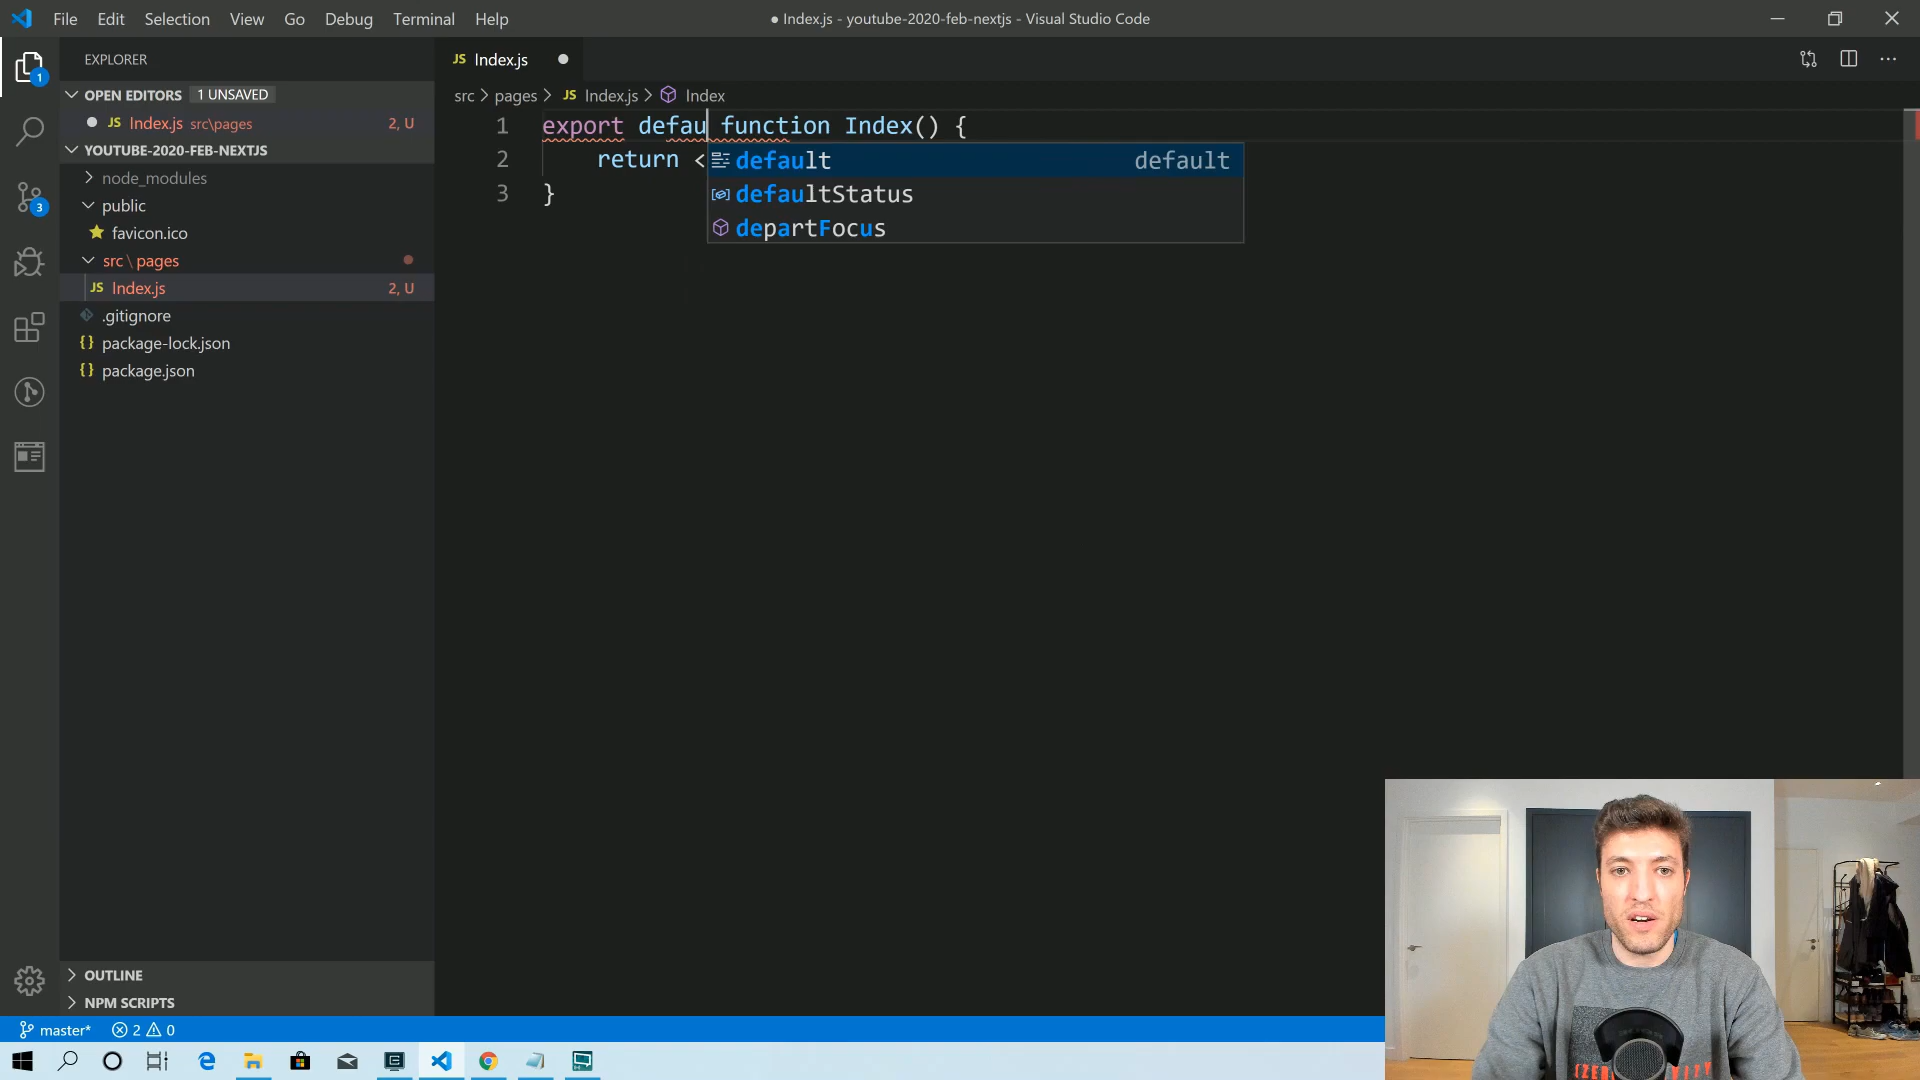 File Edit Selection View Go Debug Terminal Help
● Index.js - youtube-2020-feb-nextjs - Visual Studio Code
EXPLORER
OPEN EDITORS 1 UNSAVED
JS Index.js src\pages 2, U
YOUTUBE-2020-FEB-NEXTJS
node_modules
public
favicon.ico
src \ pages
JS Index.js 2, U
.gitignore
{} package-lock.json
{} package.json
OUTLINE
NPM SCRIPTS
1
3
JS Index.js
src > pages > JS Index.js > Index
1 export defau function Index() {
2 return <
3 }
default default
defaultStatus
departFocus
master* 2 0